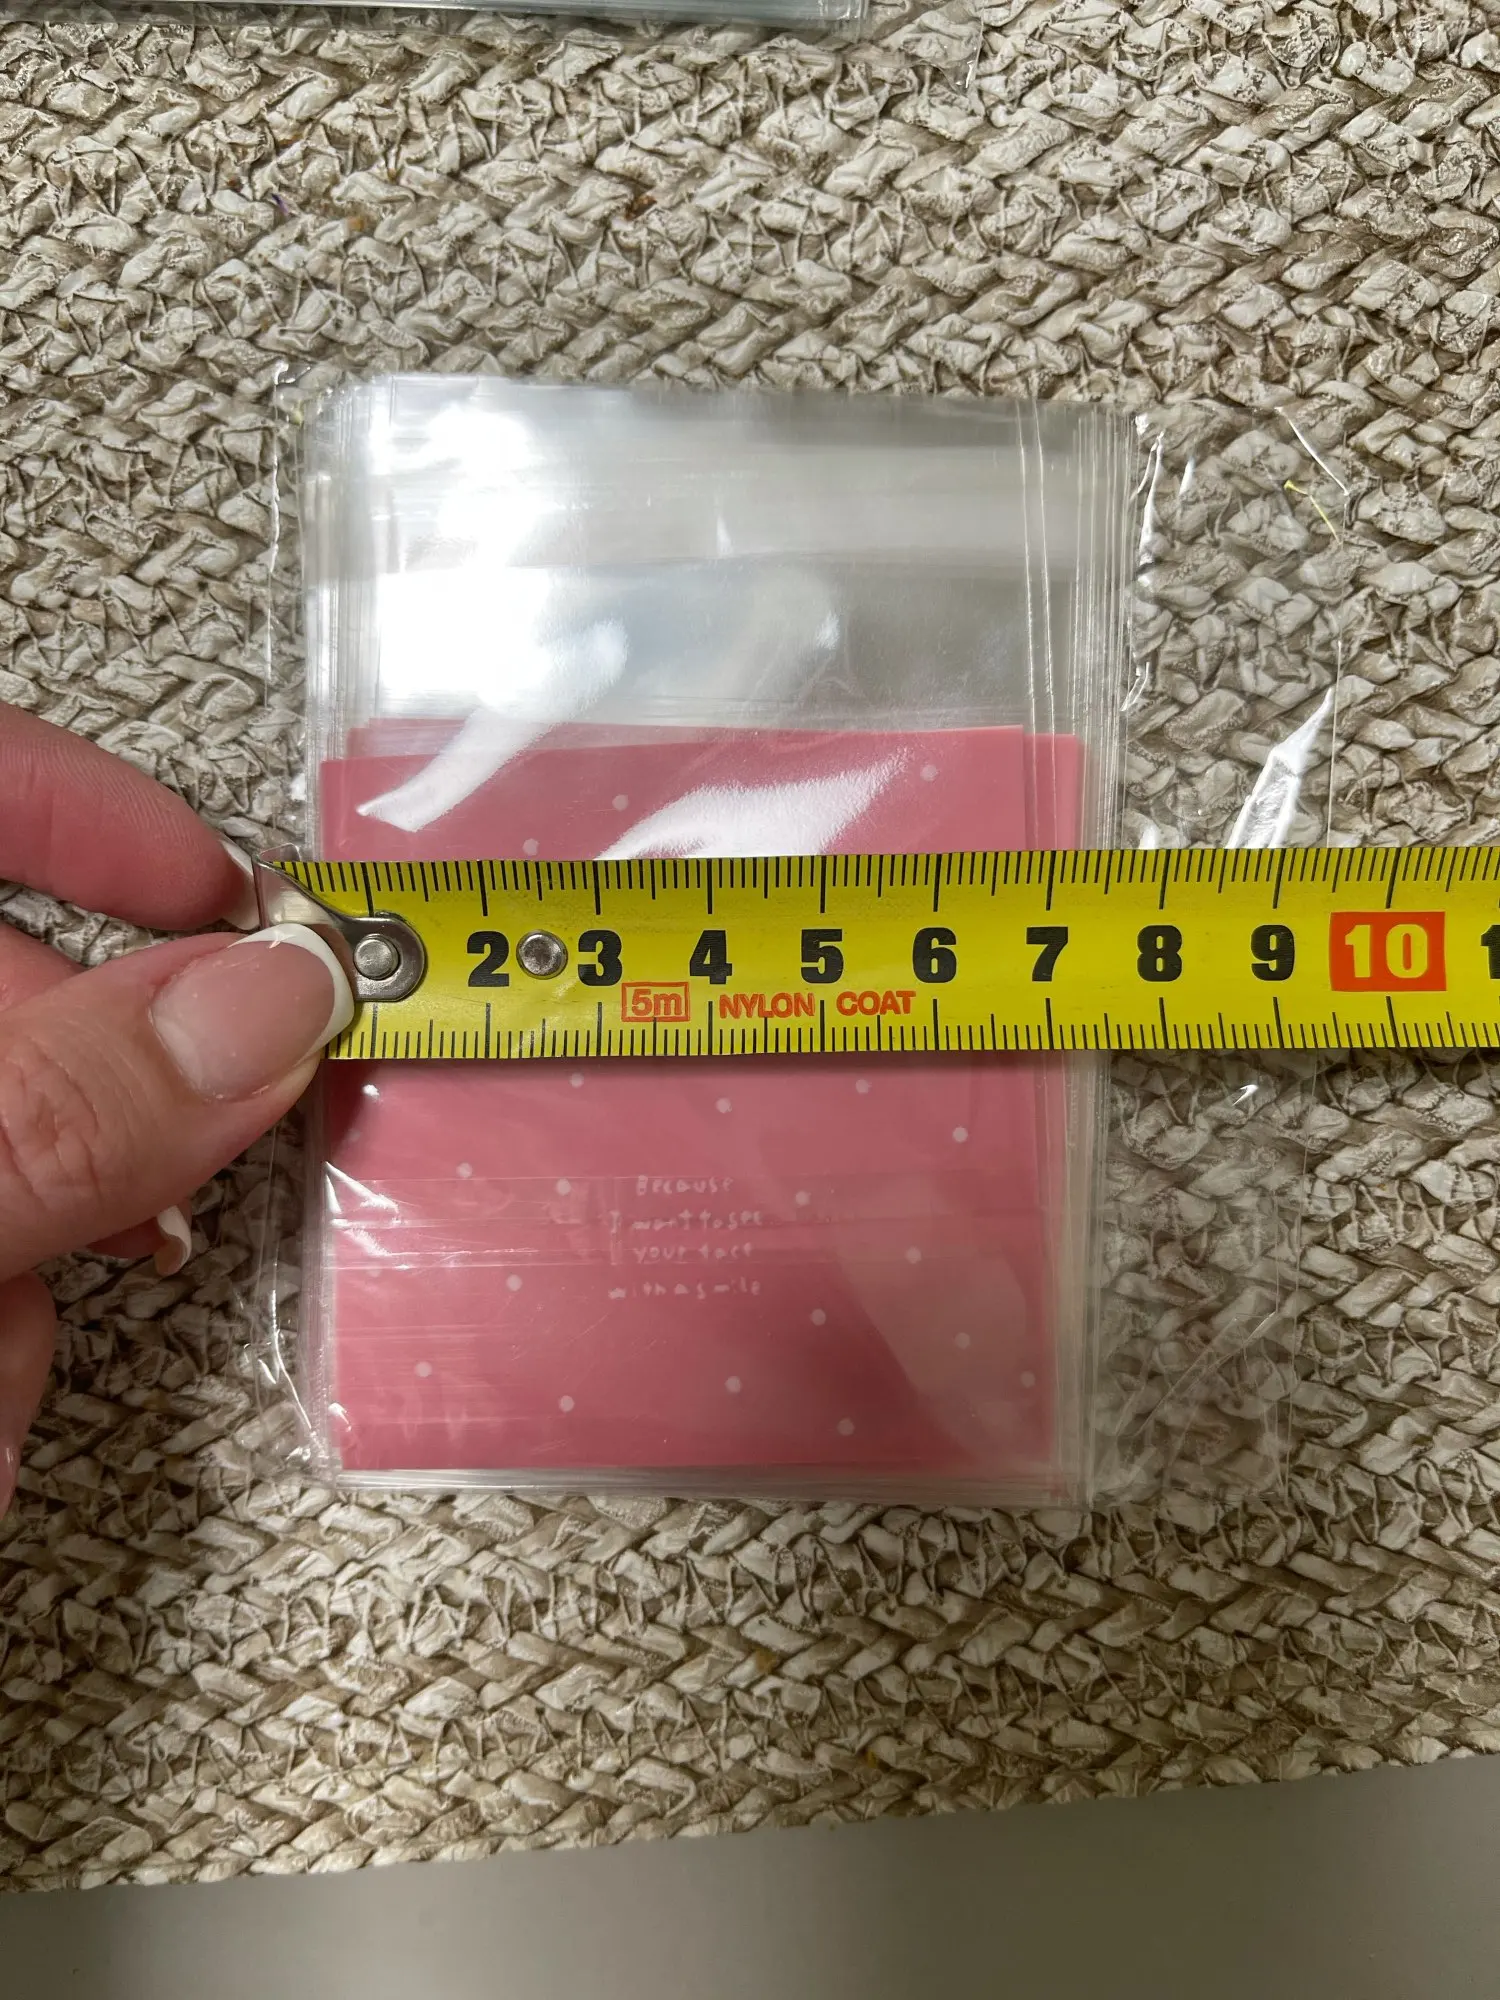 2 3 4 5 6 7 8 9 10 1
5m NYLON COAT
Because
I want to see
your face
with a smile